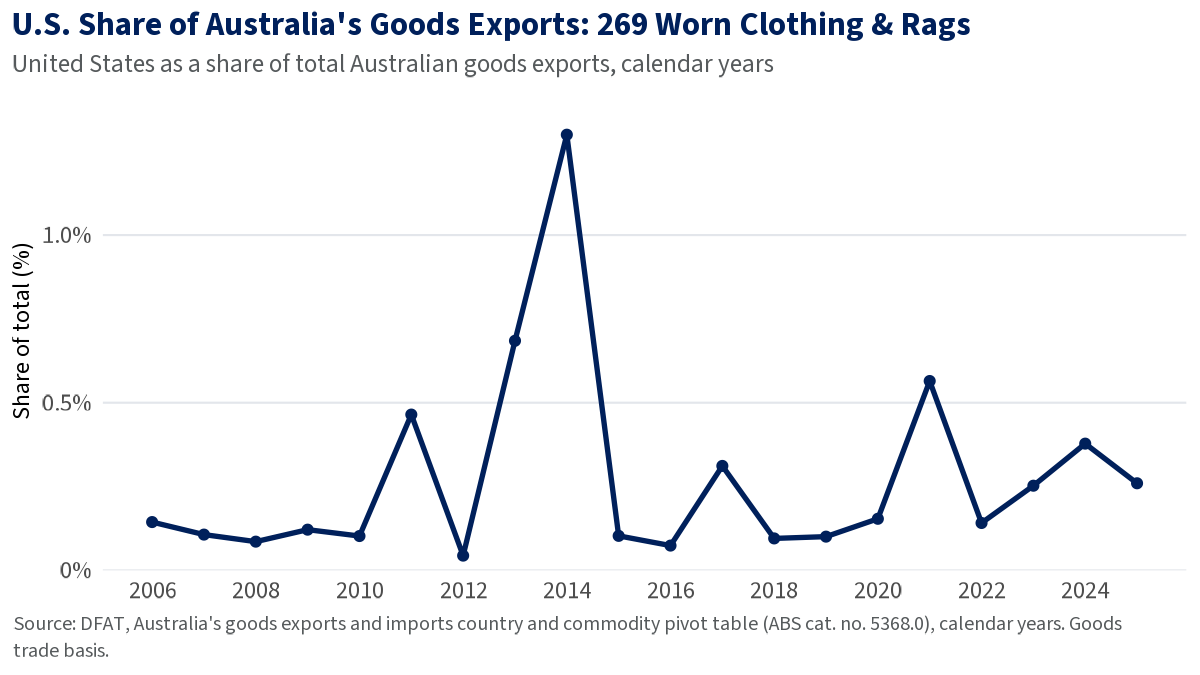 U.S. Share of Australia's Goods Exports: 269 Worn Clothing & Rags
United States as a share of total Australian goods exports, calendar years
Share of total (%)
1.0%
0.5%
0%
2006 2008 2010 2012 2014 2016 2018 2020 2022 2024
Source: DFAT, Australia's goods exports and imports country and commodity pivot table (ABS cat. no. 5368.0), calendar years. Goods
trade basis.